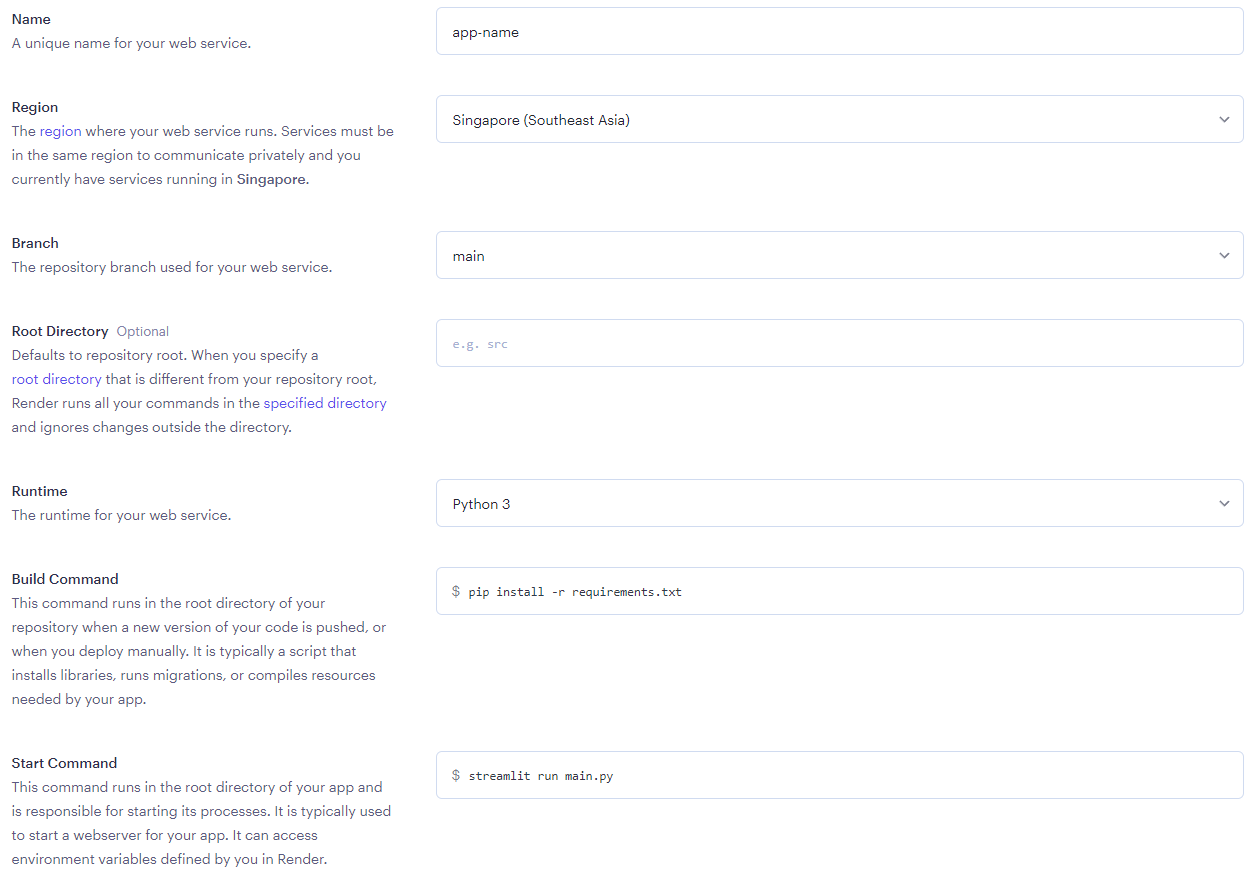 Name
A unique name for your web service.
app-name
Region
The region where your web service runs. Services must be
in the same region to communicate privately and you
currently have services running in Singapore.
Singapore (Southeast Asia)
Branch
The repository branch used for your web service.
main
Root Directory Optional
Defaults to repository root. When you specify a
root directory that is different from your repository root,
Render runs all your commands in the specified directory
and ignores changes outside the directory.
e.g. src
Runtime
The runtime for your web service.
Python 3
Build Command
This command runs in the root directory of your
repository when a new version of your code is pushed, or
when you deploy manually. It is typically a script that
installs libraries, runs migrations, or compiles resources
needed by your app.
$ pip install -r requirements.txt
Start Command
This command runs in the root directory of your app and
is responsible for starting its processes. It is typically used
to start a webserver for your app. It can access
environment variables defined by you in Render.
$ streamlit run main.py